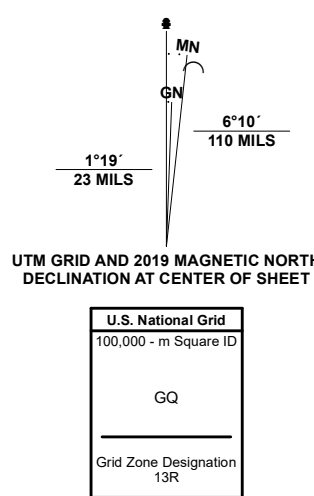 MN
GN
6°10´
110 MILS
1°19´
23 MILS
UTM GRID AND 2019 MAGNETIC NORTH
DECLINATION AT CENTER OF SHEET
U.S. National Grid
100,000 - m Square ID
GQ
Grid Zone Designation
13R